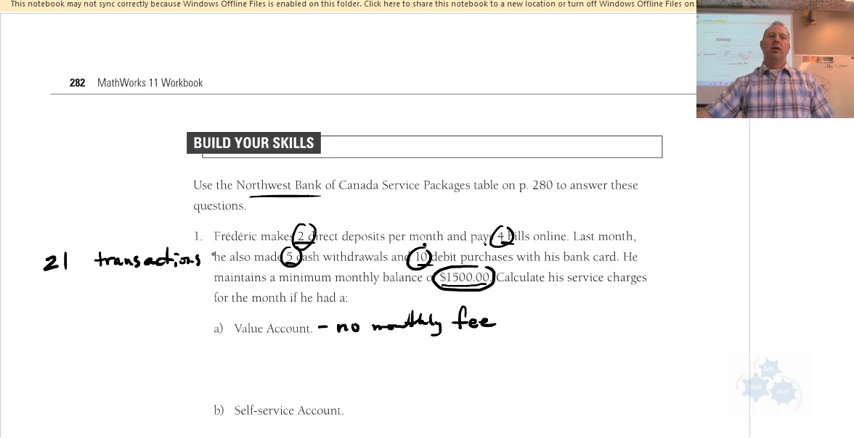 This notebook may not sync correctly because Windows Offline Files is enabled on this folder. Click here to share this notebook to a new location or turn off Windows Offline Files on
282 MathWorks 11 Workbook
BUILD YOUR SKILLS
Use the Northwest Bank of Canada Service Packages table on p. 280 to answer these
questions.
1. Frédéric makes 2 direct deposits per month and pays 4 bills online. Last month,
21 transactions he also made 5 cash withdrawals and 10 debit purchases with his bank card. He
maintains a minimum monthly balance of $1500.00. Calculate his service charges
for the month if he had a:
a) Value Account. - no monthly fee
b) Self-service Account.